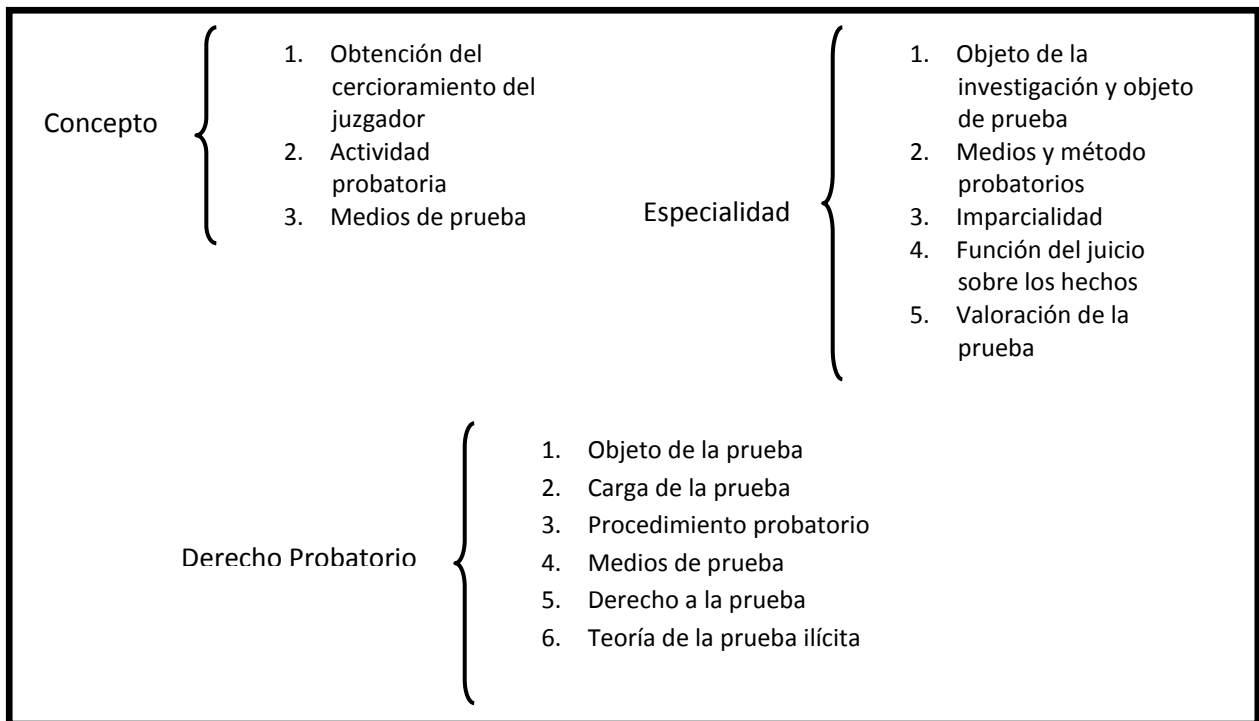 Concepto
1. Obtención del
cercioramiento del
juzgador
2. Actividad
probatoria
3. Medios de prueba
Especialidad
1. Objeto de la
investigación y objeto
de prueba
2. Medios y método
probatorios
3. Imparcialidad
4. Función del juicio
sobre los hechos
5. Valoración de la
prueba
Derecho Probatorio
1. Objeto de la prueba
2. Carga de la prueba
3. Procedimiento probatorio
4. Medios de prueba
5. Derecho a la prueba
6. Teoría de la prueba ilícita